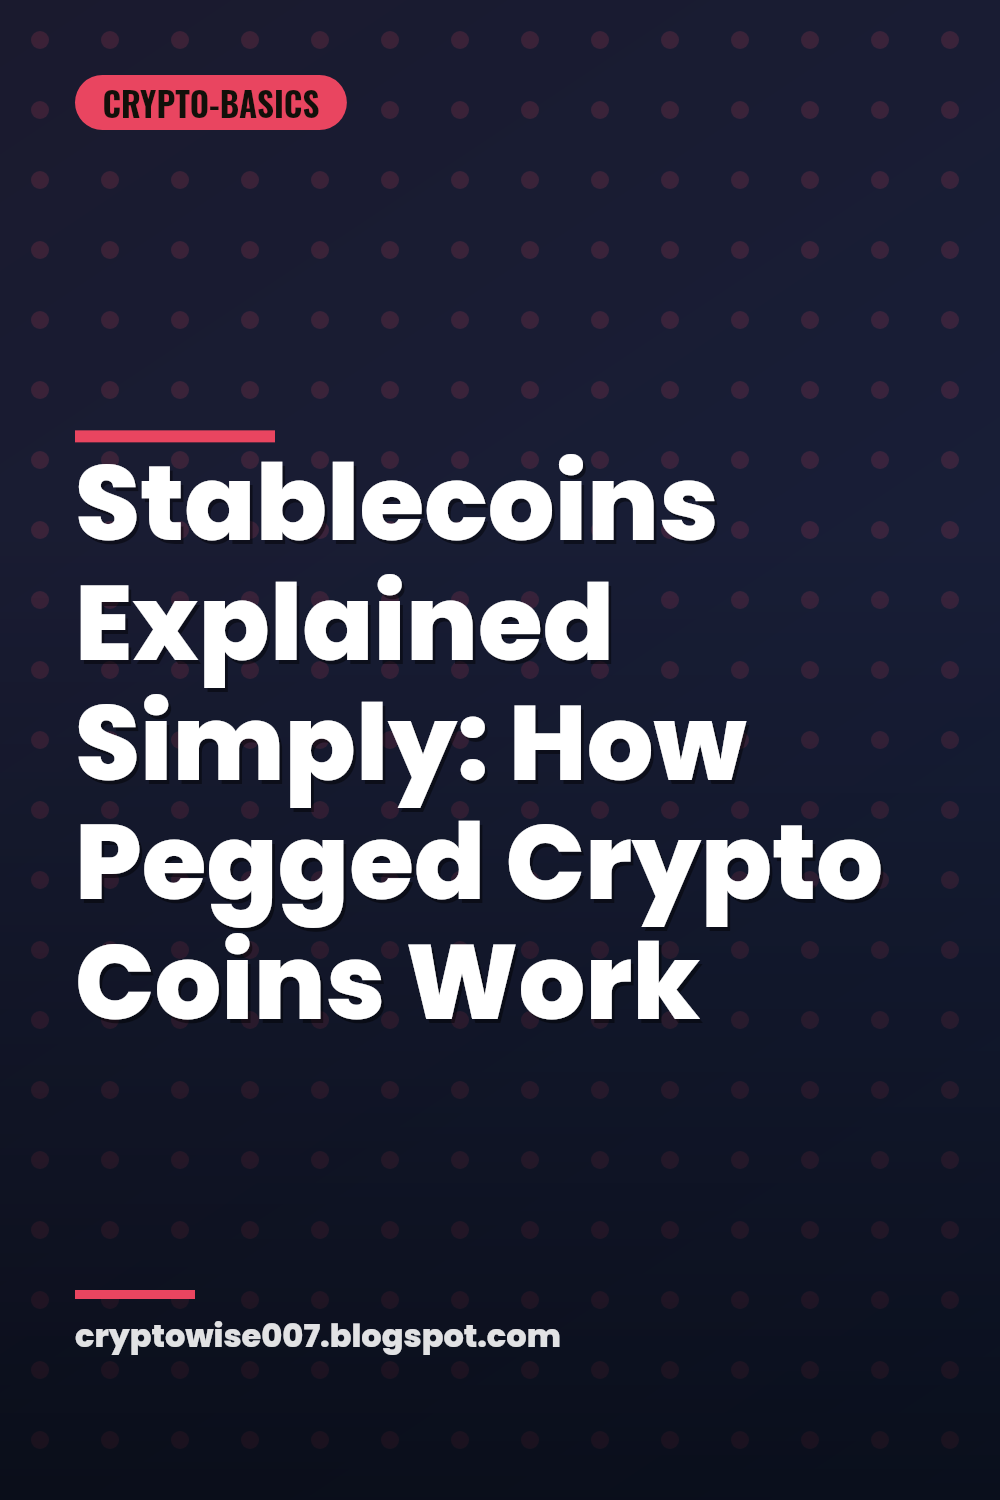 CRYPTO-BASICS
Stablecoins
Explained
Simply: How
Pegged Crypto
Coins Work
cryptowise007.blogspot.com